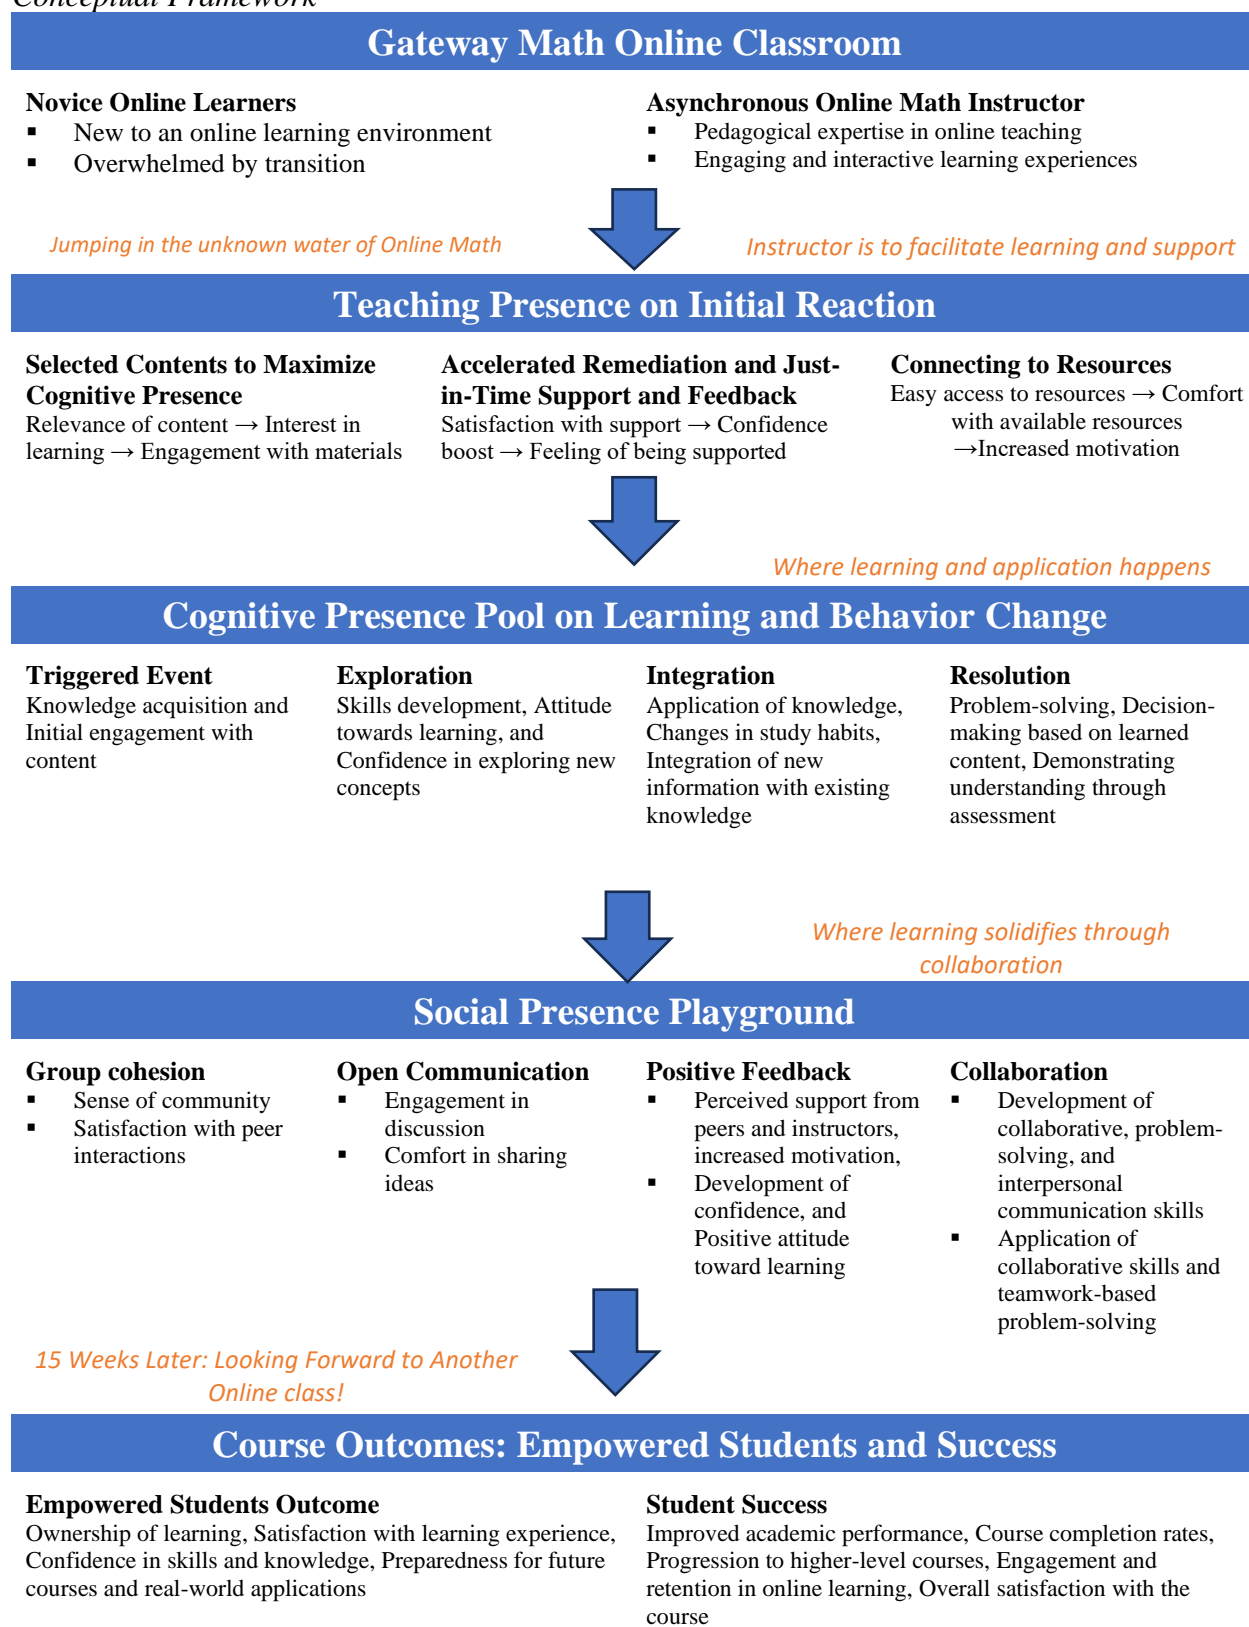 Conceptual Framework
Gateway Math Online Classroom
Novice Online Learners
▪ New to an online learning environment
▪ Overwhelmed by transition
Asynchronous Online Math Instructor
▪ Pedagogical expertise in online teaching
▪ Engaging and interactive learning experiences
Jumping in the unknown water of Online Math
Instructor is to facilitate learning and support
Teaching Presence on Initial Reaction
Selected Contents to Maximize
Cognitive Presence
Relevance of content → Interest in
learning → Engagement with materials
Accelerated Remediation and Just-
in-Time Support and Feedback
Satisfaction with support → Confidence
boost → Feeling of being supported
Connecting to Resources
Easy access to resources → Comfort
with available resources
→Increased motivation
Where learning and application happens
Cognitive Presence Pool on Learning and Behavior Change
Triggered Event
Knowledge acquisition and
Initial engagement with
content
Exploration
Skills development, Attitude
towards learning, and
Confidence in exploring new
concepts
Integration
Application of knowledge,
Changes in study habits,
Integration of new
information with existing
knowledge
Resolution
Problem-solving, Decision-
making based on learned
content, Demonstrating
understanding through
assessment
Where learning solidifies through
collaboration
Social Presence Playground
Group cohesion
▪ Sense of community
▪ Satisfaction with peer
interactions
Open Communication
▪ Engagement in
discussion
▪ Comfort in sharing
ideas
Positive Feedback
▪ Perceived support from
peers and instructors,
increased motivation,
▪ Development of
confidence, and
Positive attitude
toward learning
Collaboration
▪ Development of
collaborative, problem-
solving, and
interpersonal
communication skills
▪ Application of
collaborative skills and
teamwork-based
problem-solving
15 Weeks Later: Looking Forward to Another
Online class!
Course Outcomes: Empowered Students and Success
Empowered Students Outcome
Ownership of learning, Satisfaction with learning experience,
Confidence in skills and knowledge, Preparedness for future
courses and real-world applications
Student Success
Improved academic performance, Course completion rates,
Progression to higher-level courses, Engagement and
retention in online learning, Overall satisfaction with the
course